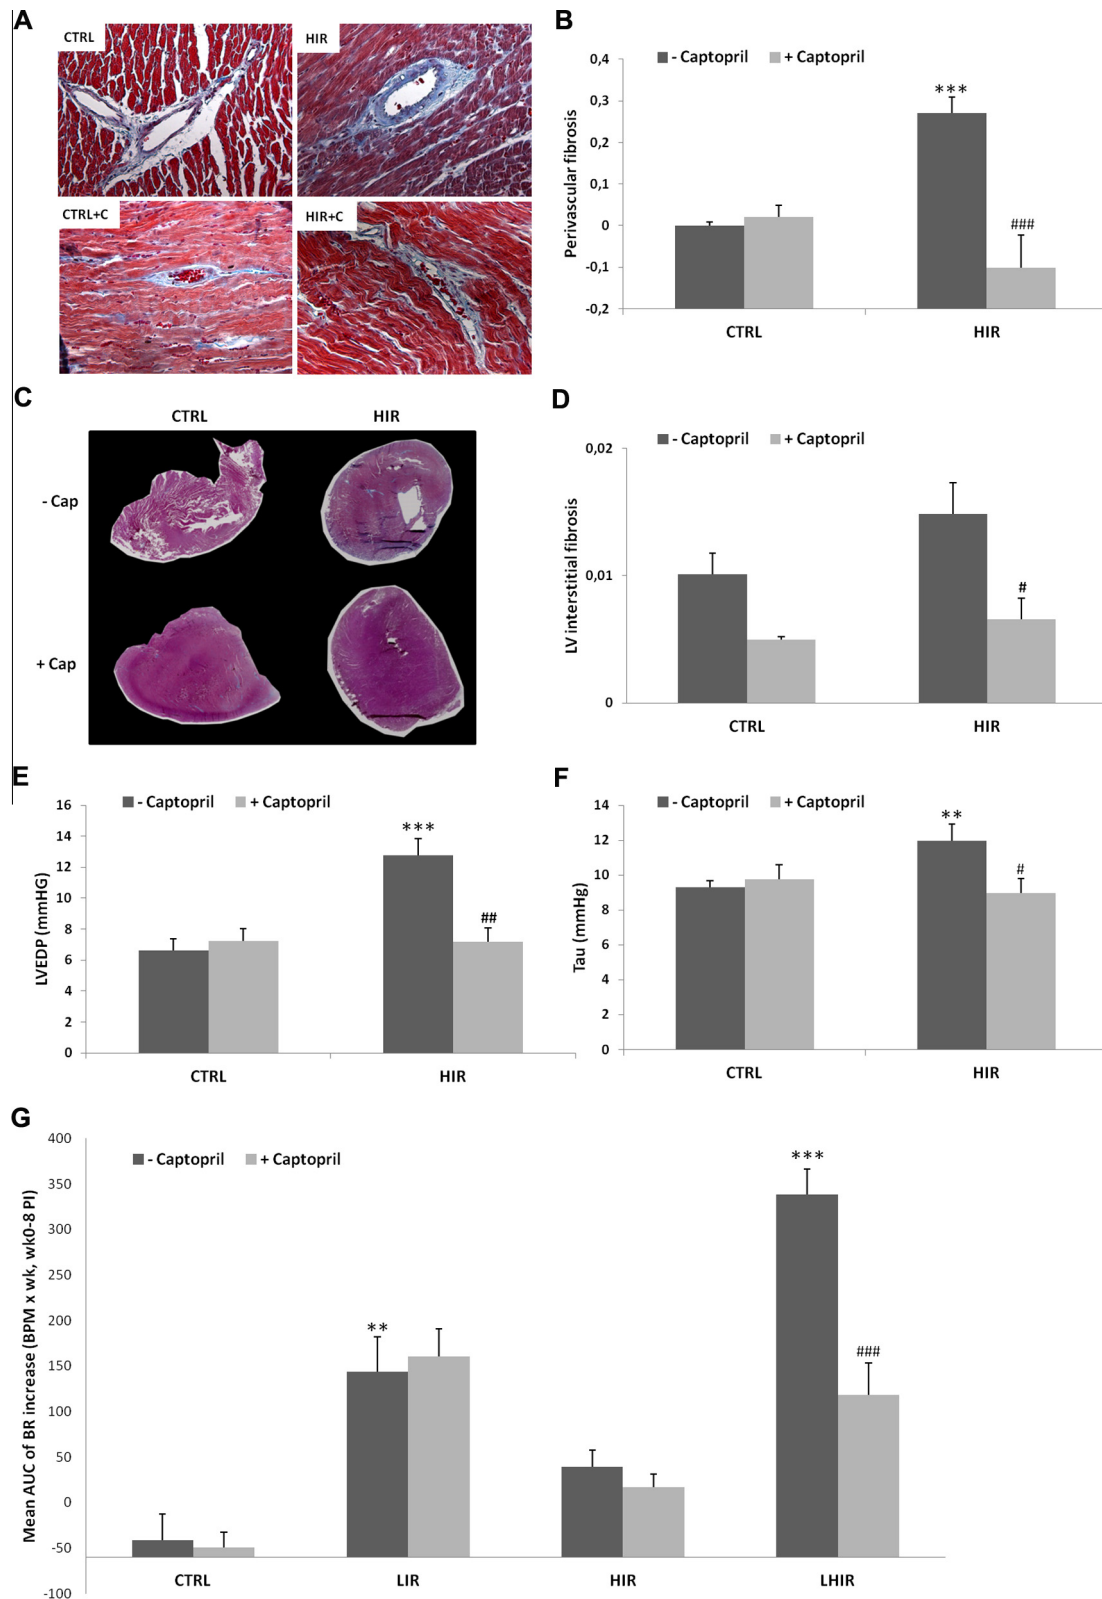 A
CTRL
HIR
CTRL+C
HIR+C
B
- Captopril
+ Captopril
Perivascular fibrosis
0,4
0,3
0,2
0,1
0
-0,1
-0,2
***
###
CTRL
HIR
C
CTRL
HIR
- Cap
+ Cap
D
- Captopril
+ Captopril
LV interstitial fibrosis
0,02
0,01
0
#
CTRL
HIR
E
- Captopril
+ Captopril
LVEDP (mmHG)
16
14
12
10
8
6
4
2
0
***
##
CTRL
HIR
F
- Captopril
+ Captopril
Tau (mmHg)
14
12
10
8
6
4
2
0
**
#
CTRL
HIR
G
- Captopril
+ Captopril
Mean AUC of BR increase (BPM x wk, wk0-8 PI)
400
350
300
250
200
150
100
50
0
-50
-100
**
***
###
CTRL
LIR
HIR
LHIR